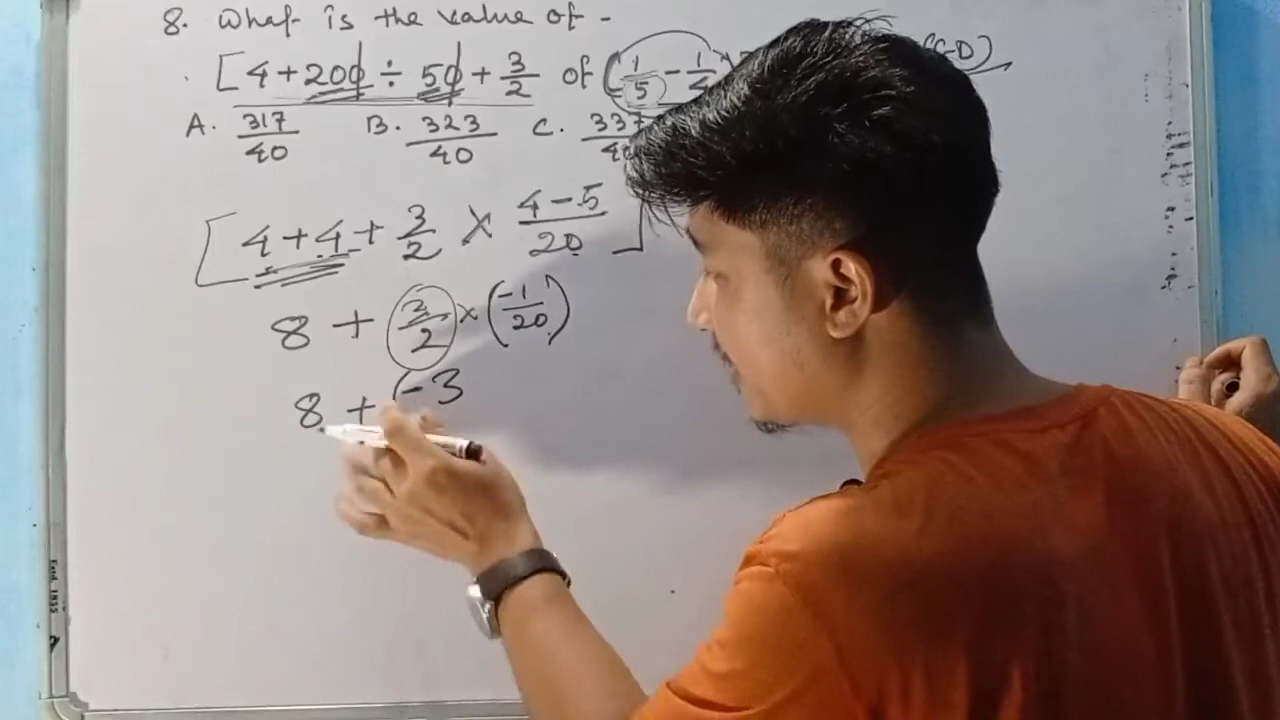 8. What is the value of -
[4 + 200 ÷ 50 + 3/2 of (1/5 - 1/4
A. 317/40 B. 323/40 C. 337/40
[4 + 4 + 3/2 × (4-5)/20]
8 + 3/2 × (-1/20)
8 + (-3